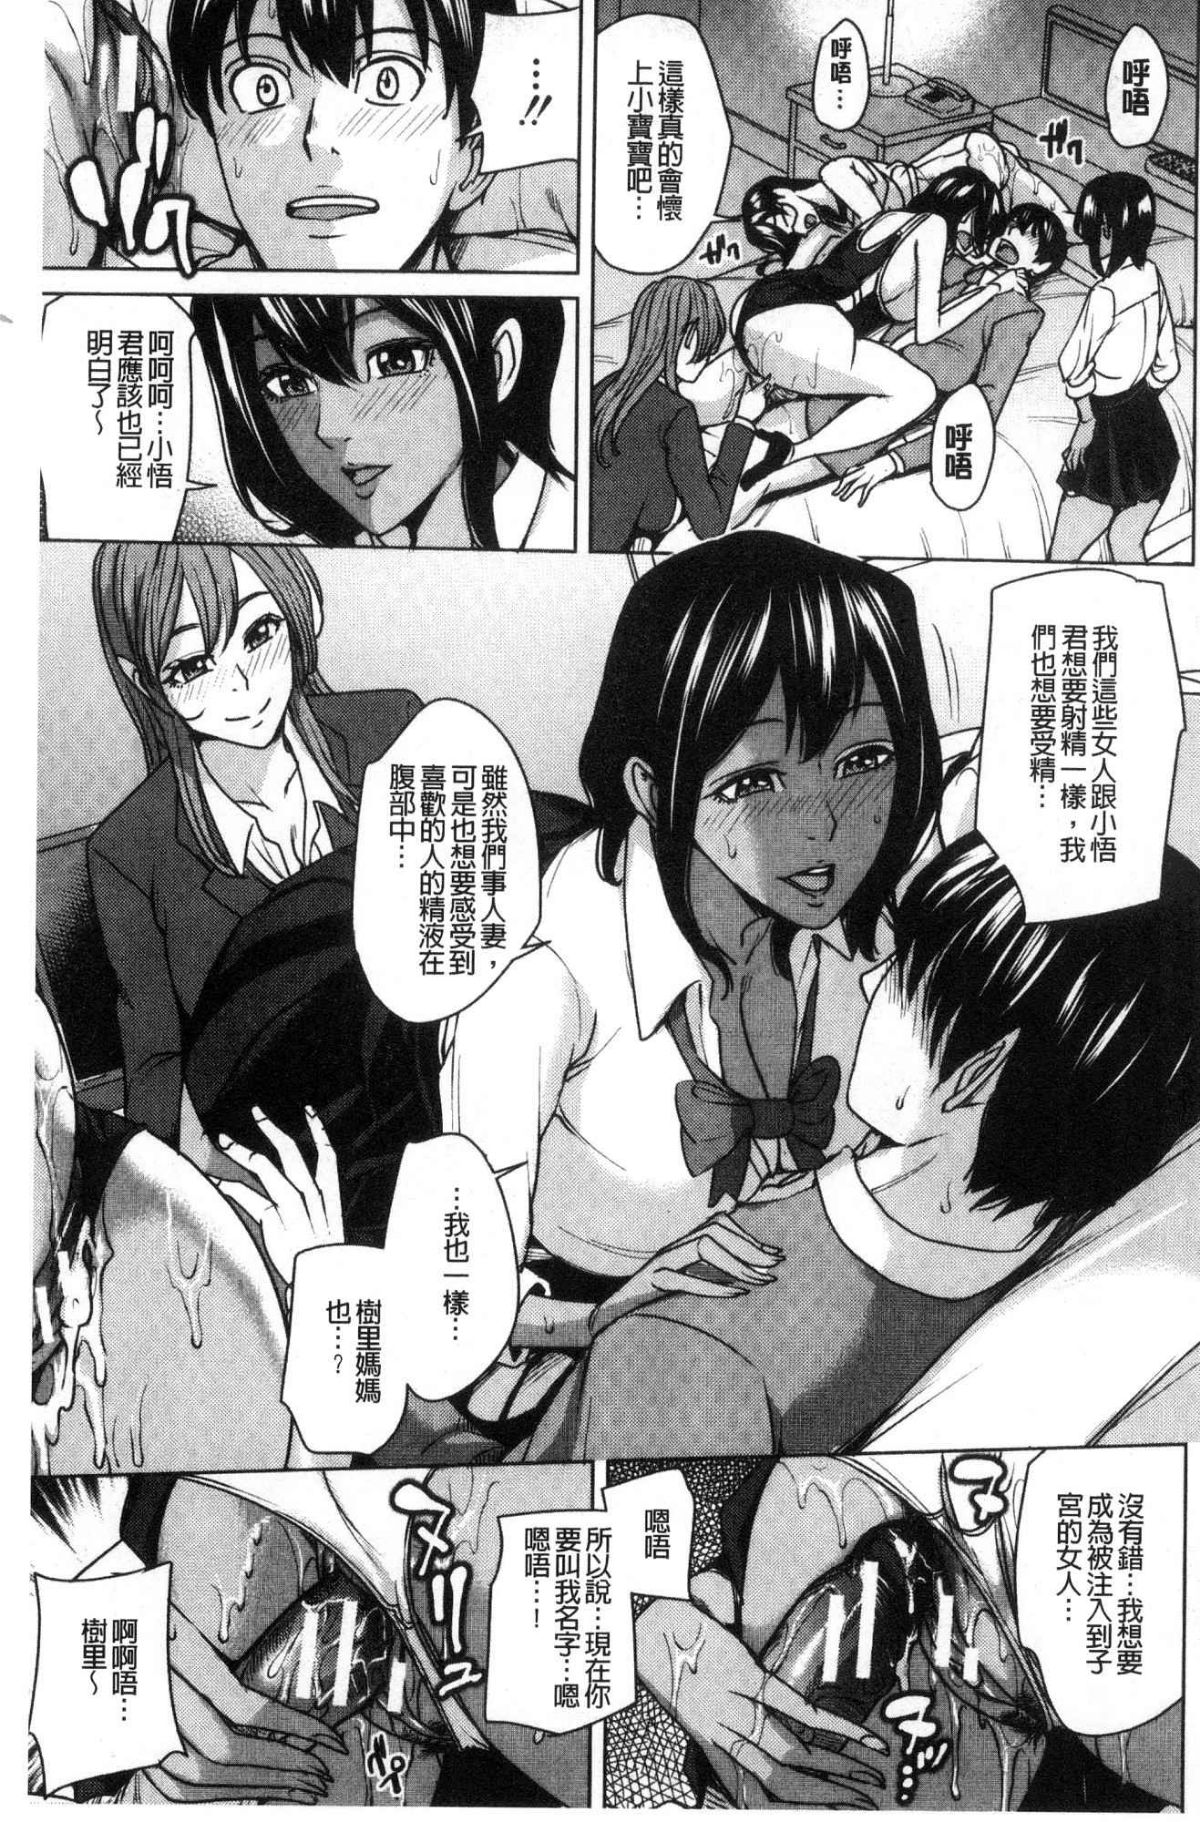 呼唔
呼唔…
這樣真的會懷
上小寶寶吧…
呼唔
…!!
呵呵呵…小悟
君應該也已經
明白了～
我們這些女人跟小悟
君想要射精一樣，我
們也想要受精…
雖然我們事人妻，
可是也想要感受到
喜歡的人的精液在
腹部中…
…我也一樣…
樹里媽媽
也…?
沒有錯…我想要
成為被注入到子
宮的女人…
嗯唔
所以說…現在你
要叫我名字…嗯
嗯唔…!
啊啊唔…
樹里～